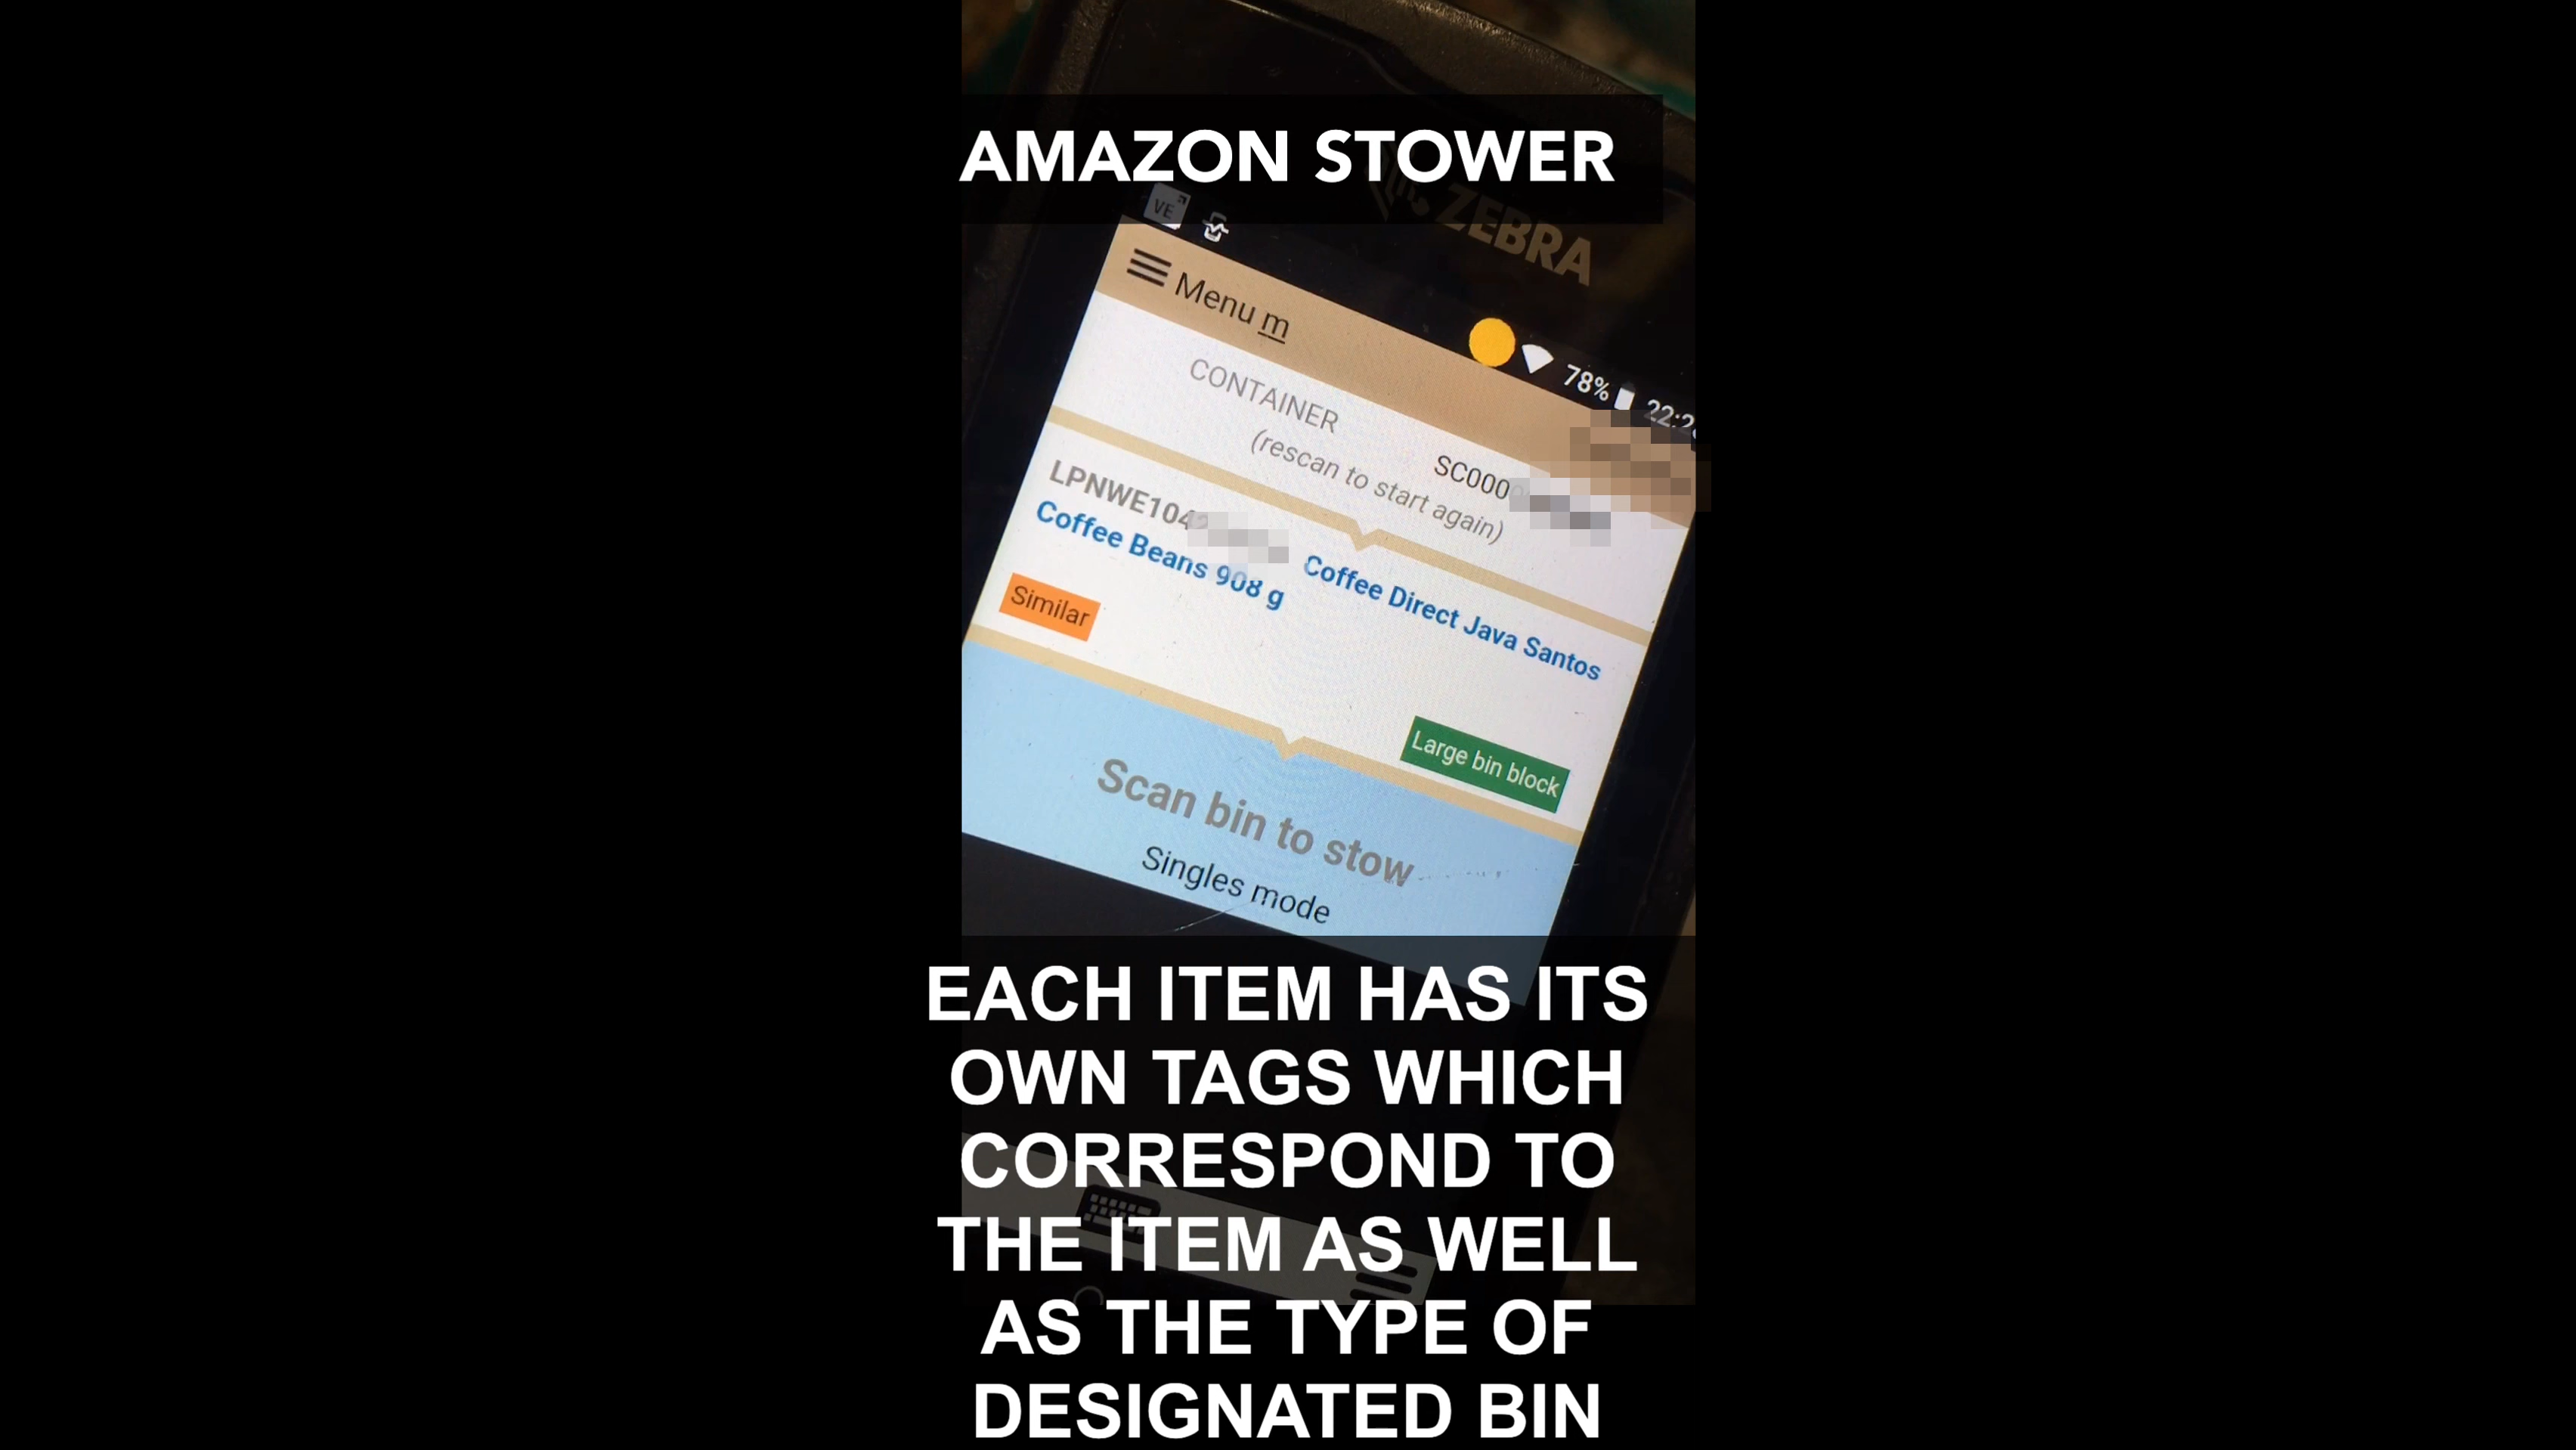 AMAZON STOWER
ZEBRA
VE
78%
Menu m
CONTAINER
SC000
(rescan to start again)
LPNWE104
Coffee Direct Java Santos
Coffee Beans 908 g
Similar
Large bin block
Scan bin to stow
Singles mode
EACH ITEM HAS ITS
OWN TAGS WHICH
CORRESPOND TO
THE ITEM AS WELL
AS THE TYPE OF
DESIGNATED BIN